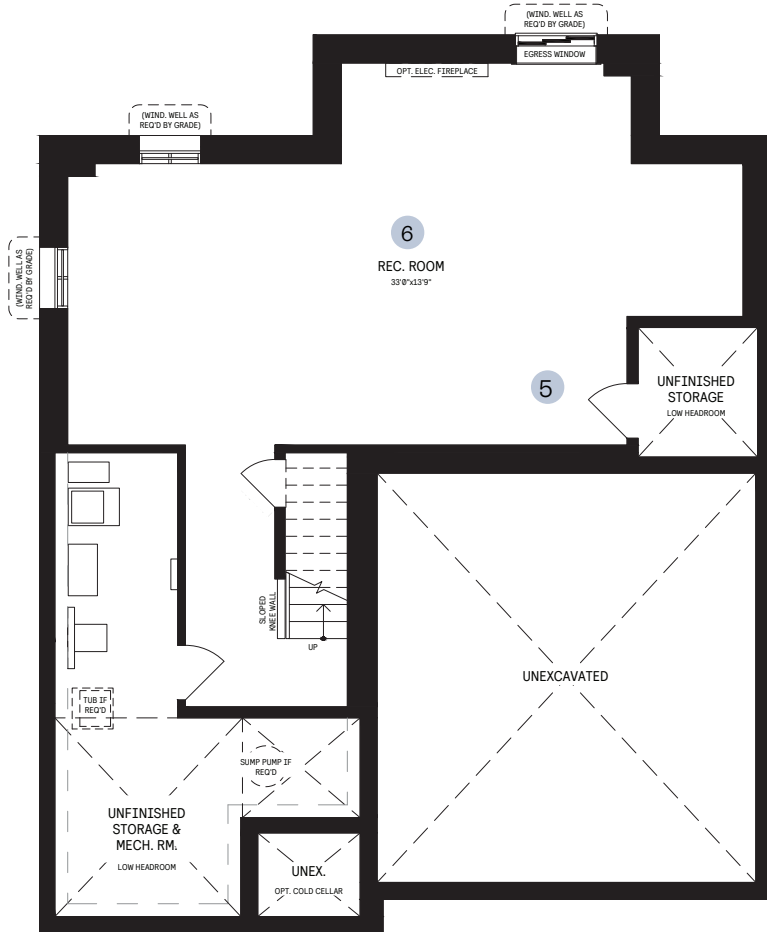 (WIND. WELL AS
REQ'D BY GRADE)
EGRESS WINDOW
OPT. ELEC. FIREPLACE
(WIND. WELL AS
REQ'D BY GRADE)
(WIND. WELL AS
REQ'D BY GRADE)
6
REC. ROOM
33'0"x13'9"
5
UNFINISHED
STORAGE
LOW HEADROOM
SLOPED
KNEE WALL
UP
UNEXCAVATED
TUB IF
REQ'D
SUMP PUMP IF
REQ'D
UNFINISHED
STORAGE &
MECH. RM.
LOW HEADROOM
UNEX.
OPT. COLD CELLAR